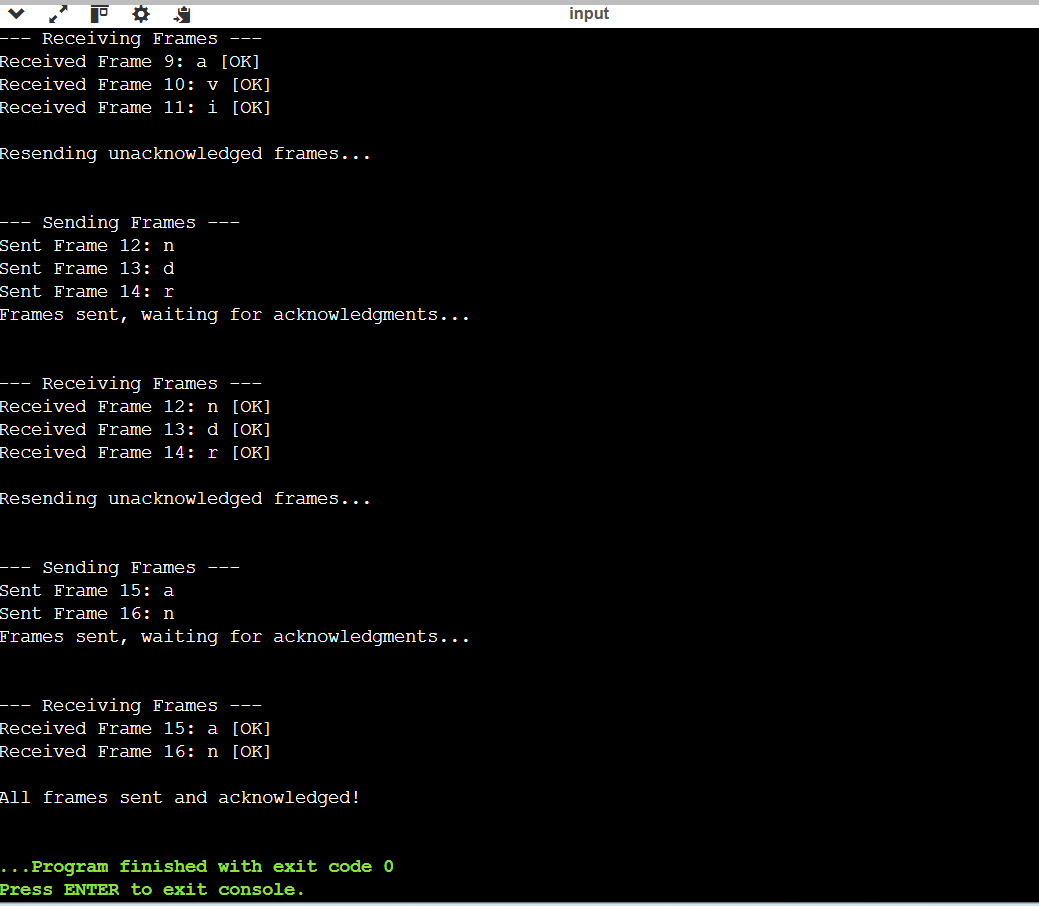 input
--- Receiving Frames ---
Received Frame 9: a [OK]
Received Frame 10: v [OK]
Received Frame 11: i [OK]
Resending unacknowledged frames...
--- Sending Frames ---
Sent Frame 12: n
Sent Frame 13: d
Sent Frame 14: r
Frames sent, waiting for acknowledgments...
--- Receiving Frames ---
Received Frame 12: n [OK]
Received Frame 13: d [OK]
Received Frame 14: r [OK]
Resending unacknowledged frames...
--- Sending Frames ---
Sent Frame 15: a
Sent Frame 16: n
Frames sent, waiting for acknowledgments...
--- Receiving Frames ---
Received Frame 15: a [OK]
Received Frame 16: n [OK]
All frames sent and acknowledged!
...Program finished with exit code 0
Press ENTER to exit console.